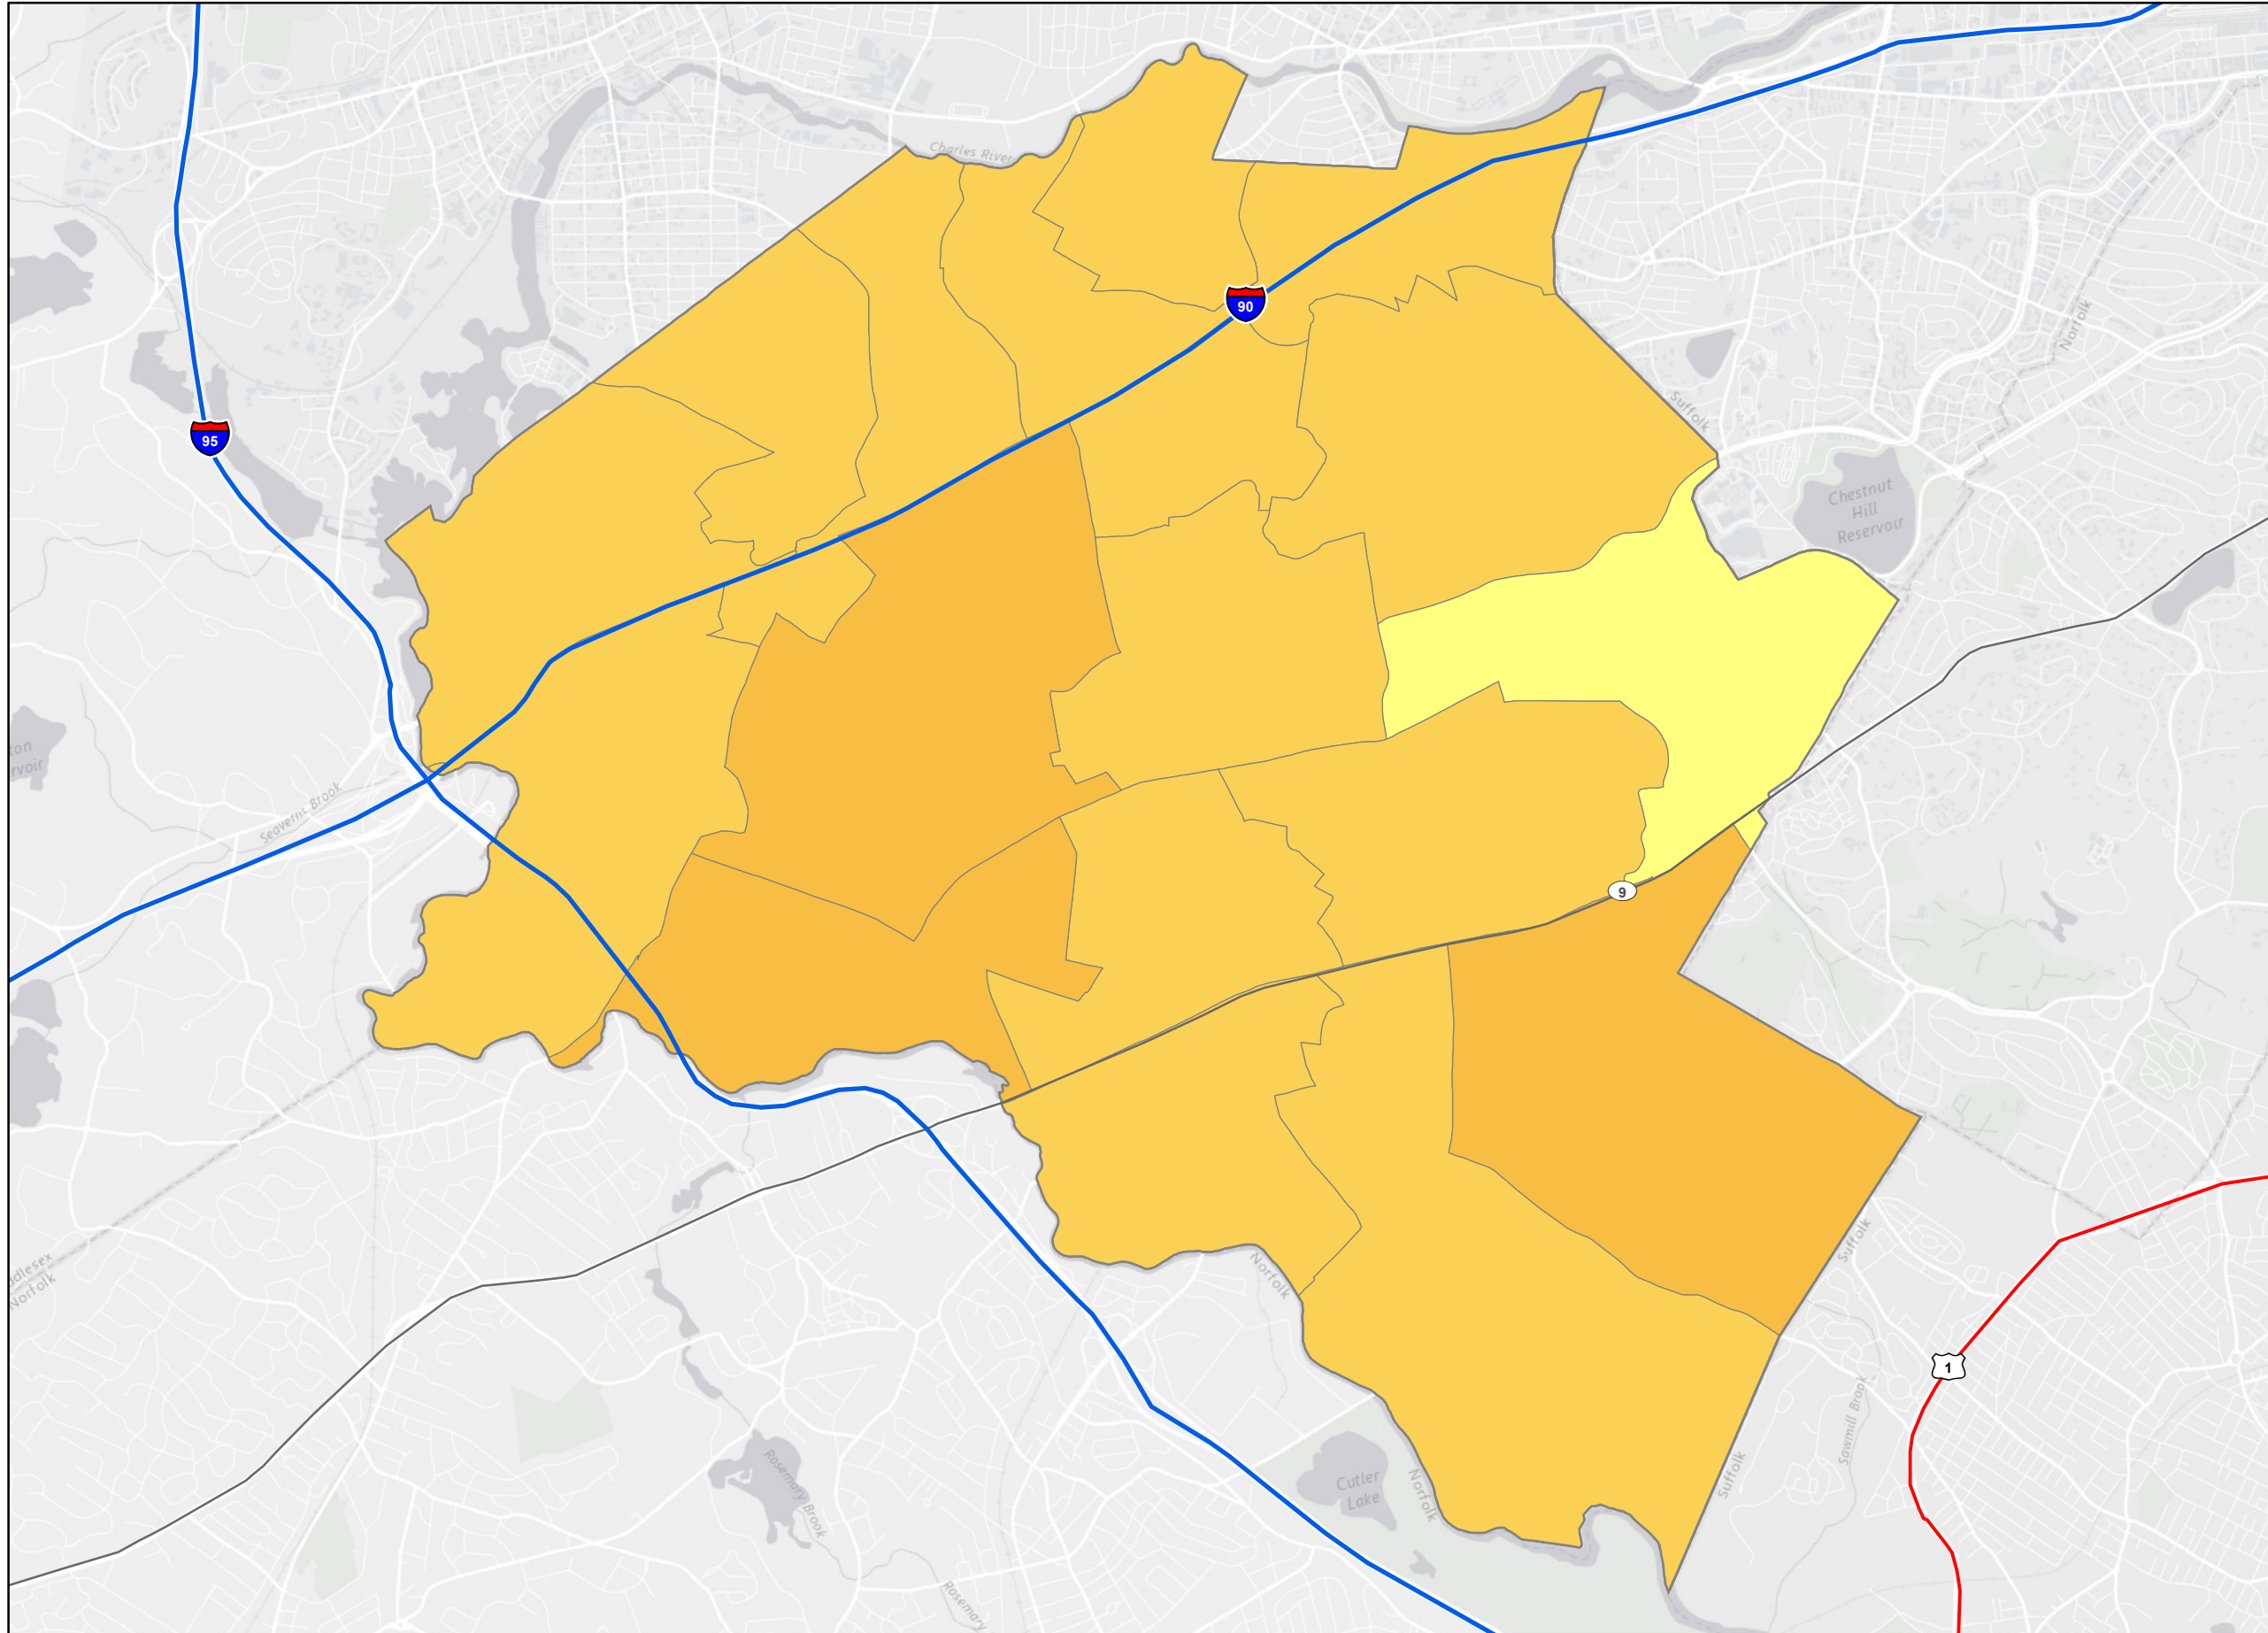 Charles River
90
Norfolk
Suffolk
95
Chestnut
Hill
Reservoir
ton
rvoir
Seaverns Brook
9
Suffolk
Norfolk
ddlesex
Norfolk
1
Sawmill Brook
Suffolk
Rosemary Brook
Cutler
Lake
Norfolk
Rosemary